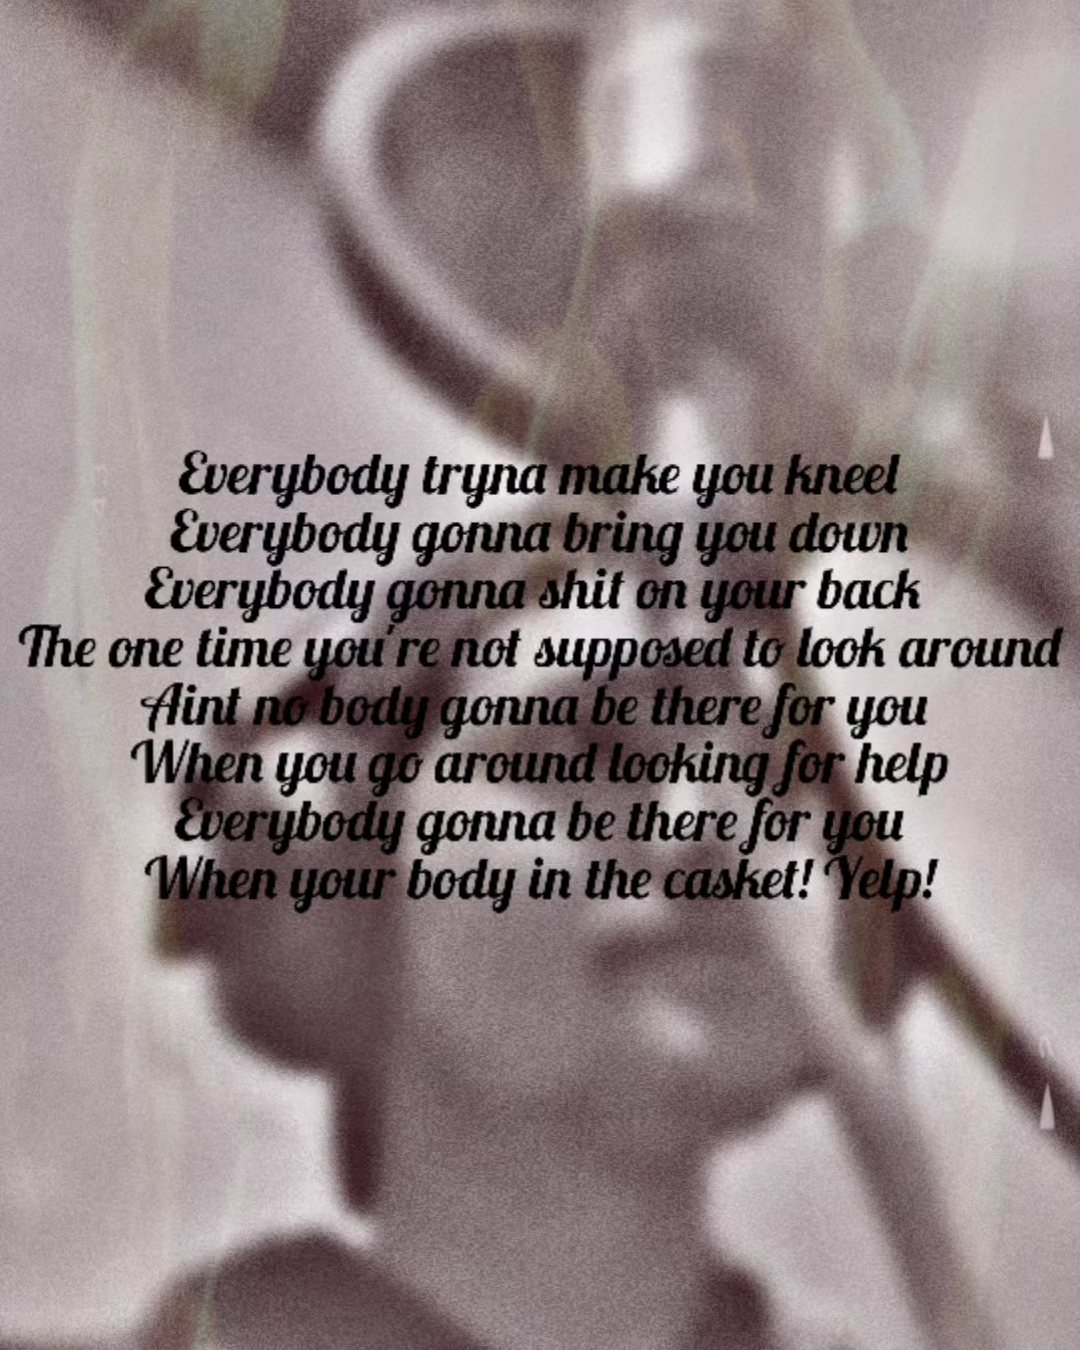 Everybody tryna make you kneel
Everybody gonna bring you down
Everybody gonna shit on your back
The one time you're not supposed to look around
Aint no body gonna be there for you
When you go around looking for help
Everybody gonna be there for you
When your body in the casket! Yelp!